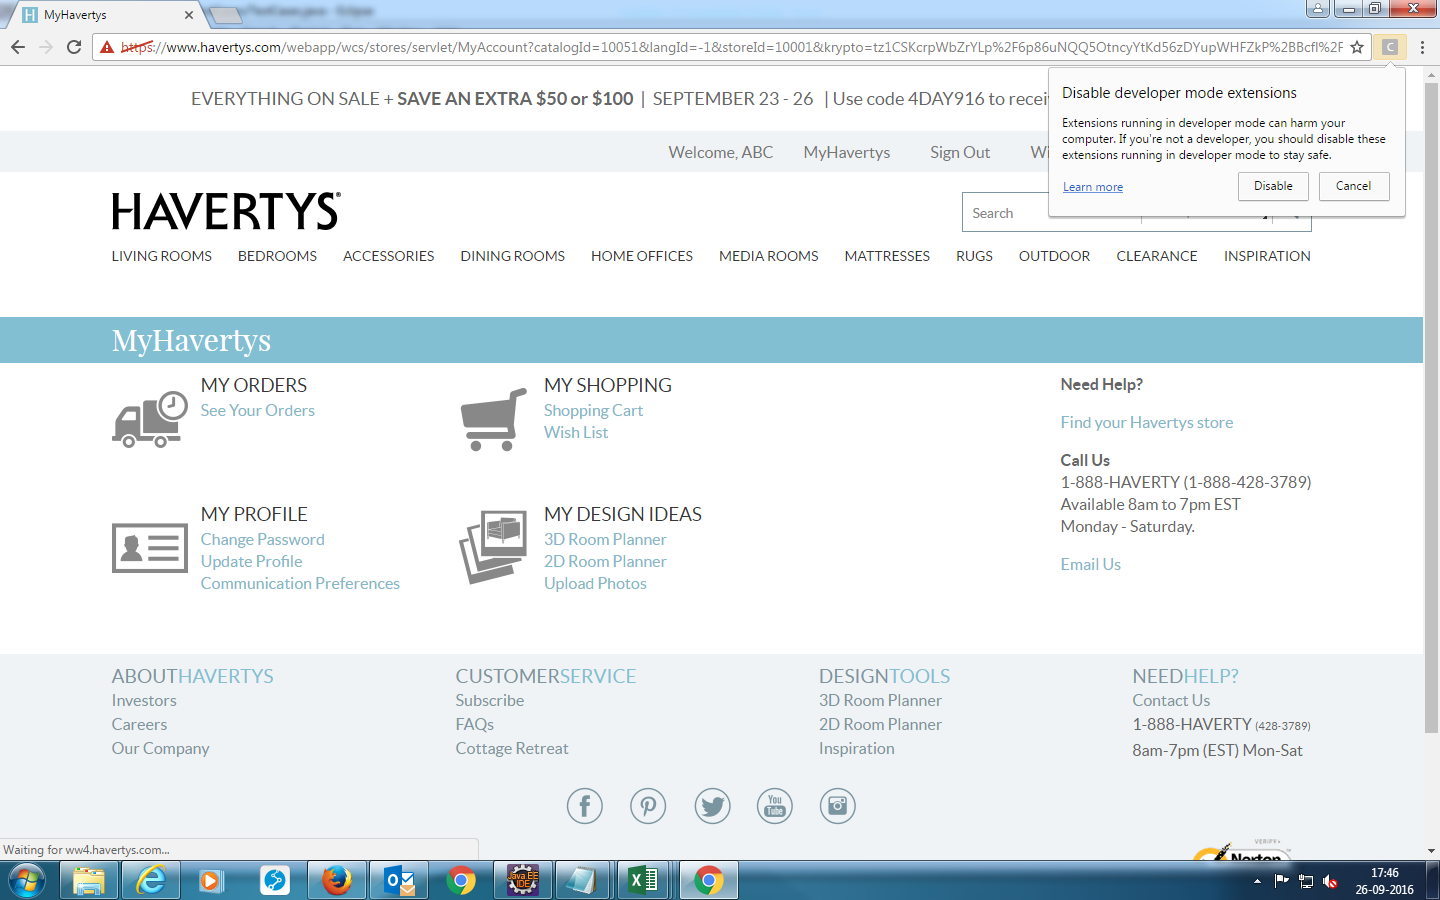 MyHavertys
https://www.havertys.com/webapp/wcs/stores/servlet/MyAccount?catalogId=10051&langId=-1&storeId=10001&krypto=tz1CSKcrpWbZrYLp%2F6p86uNQQ5OtncyYtKd56zDYupWHFZkP%2BBcfl%2F
C
Disable developer mode extensions
Extensions running in developer mode can harm your
computer. If you're not a developer, you should disable these
extensions running in developer mode to stay safe.
Learn more
Disable
Cancel
EVERYTHING ON SALE + SAVE AN EXTRA $50 or $100 | SEPTEMBER 23 - 26 | Use code 4DAY916 to recei
Welcome, ABC MyHavertys Sign Out Wi
HAVERTYS®
Search
LIVING ROOMS BEDROOMS ACCESSORIES DINING ROOMS HOME OFFICES MEDIA ROOMS MATTRESSES RUGS OUTDOOR CLEARANCE INSPIRATION
MyHavertys
MY ORDERS
See Your Orders
MY SHOPPING
Shopping Cart
Wish List
MY PROFILE
Change Password
Update Profile
Communication Preferences
MY DESIGN IDEAS
3D Room Planner
2D Room Planner
Upload Photos
Need Help?
Find your Havertys store
Call Us
1-888-HAVERTY (1-888-428-3789)
Available 8am to 7pm EST
Monday - Saturday.
Email Us
ABOUTHAVERTYS
Investors
Careers
Our Company
CUSTOMERSERVICE
Subscribe
FAQs
Cottage Retreat
DESIGNTOOLS
3D Room Planner
2D Room Planner
Inspiration
NEEDHELP?
Contact Us
1-888-HAVERTY (428-3789)
8am-7pm (EST) Mon-Sat
You
Tube
VERIFY
Norton
Waiting for ww4.havertys.com...
Java EE
IDE
17:46
26-09-2016